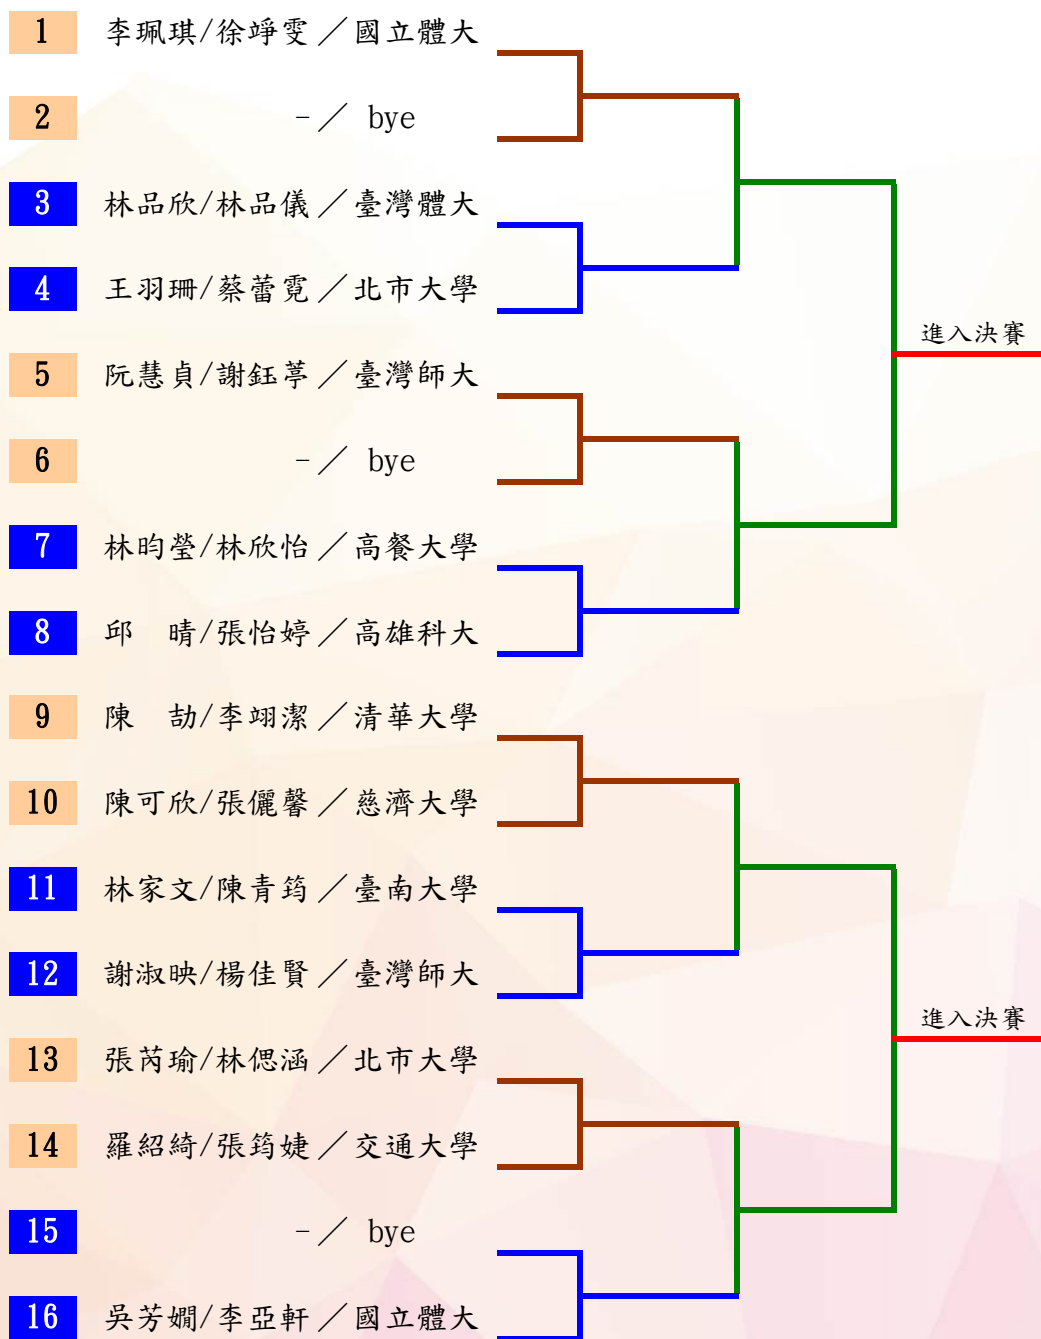 1 李珮琪/徐竫雯／國立體大
2 -／ bye
3 林品欣/林品儀／臺灣體大
4 王羽珊/蔡蕾霓／北市大學
進入決賽
5 阮慧貞/謝鈺葶／臺灣師大
6 -／ bye
7 林昀瑩/林欣怡／高餐大學
8 邱　晴/張怡婷／高雄科大
9 陳　劼/李翊潔／清華大學
10 陳可欣/張儷馨／慈濟大學
11 林家文/陳青筠／臺南大學
12 謝淑映/楊佳賢／臺灣師大
進入決賽
13 張芮瑜/林偲涵／北市大學
14 羅紹綺/張筠婕／交通大學
15 -／ bye
16 吳芳嫺/李亞軒／國立體大